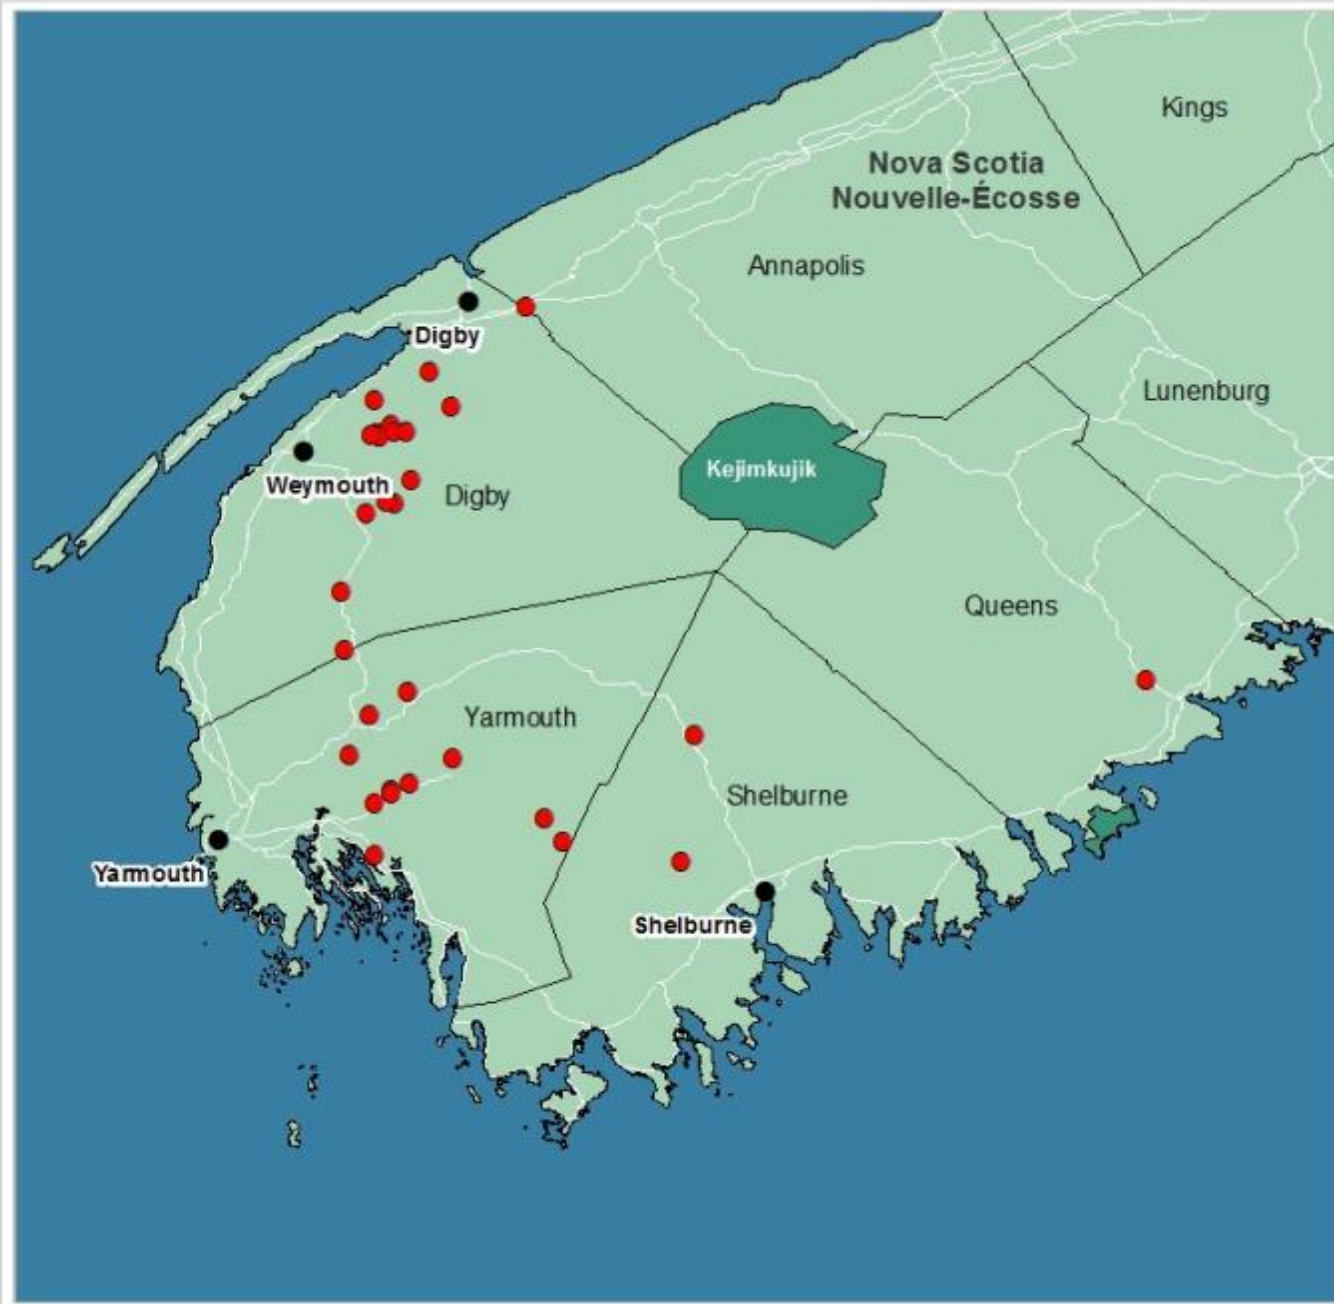 Kings
Nova Scotia
Nouvelle-Écosse
Annapolis
Digby
Lunenburg
Kejimkujik
Weymouth
Digby
Queens
Yarmouth
Shelburne
Yarmouth
Shelburne